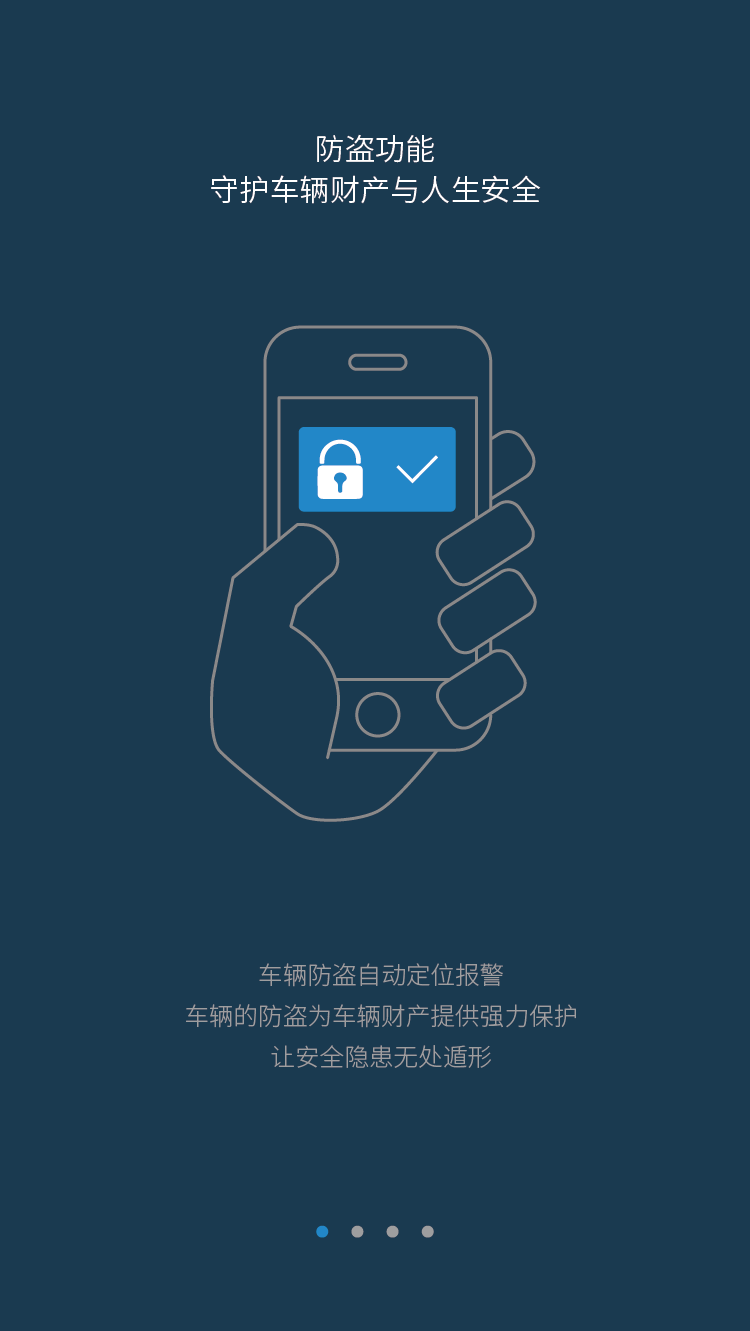 防盗功能
守护车辆财产与人生安全
车辆防盗自动定位报警
车辆的防盗为车辆财产提供强力保护
让安全隐患无处遁形